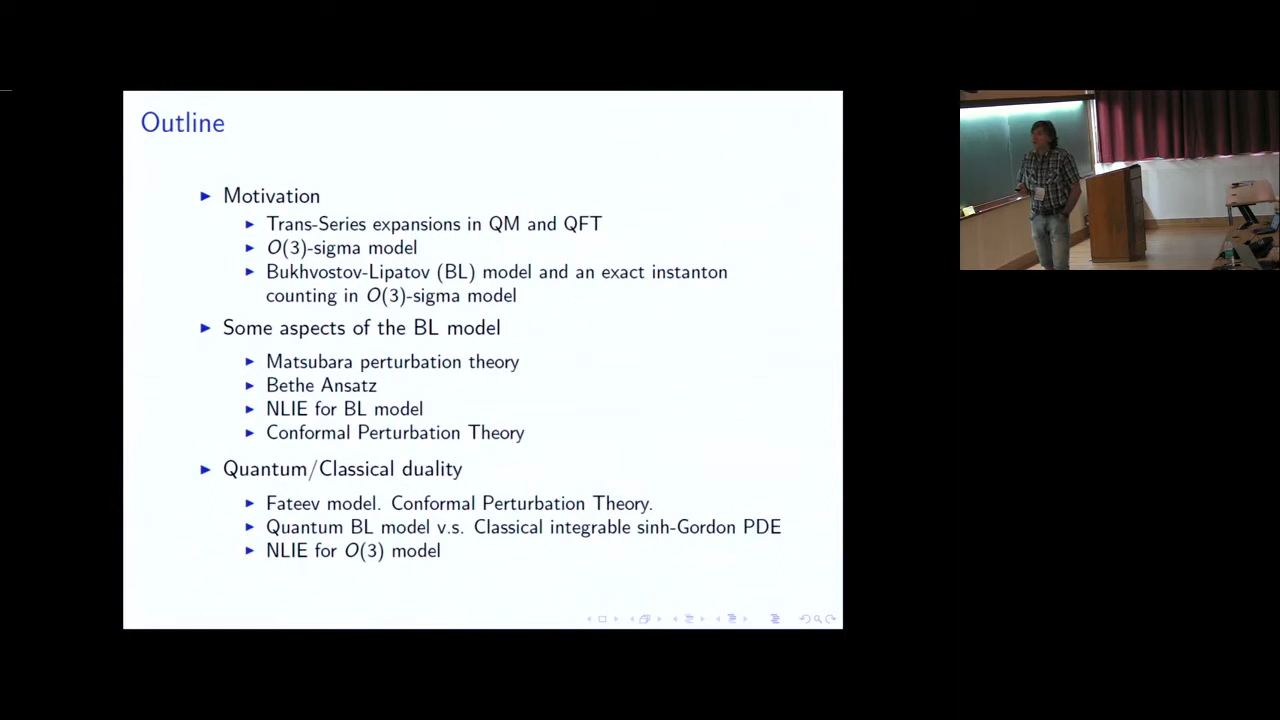 Outline
Motivation
Trans-Series expansions in QM and QFT
O(3)-sigma model
Bukhvostov-Lipatov (BL) model and an exact instanton
counting in O(3)-sigma model
Some aspects of the BL model
Matsubara perturbation theory
Bethe Ansatz
NLIE for BL model
Conformal Perturbation Theory
Quantum/Classical duality
Fateev model. Conformal Perturbation Theory.
Quantum BL model v.s. Classical integrable sinh-Gordon PDE
NLIE for O(3) model